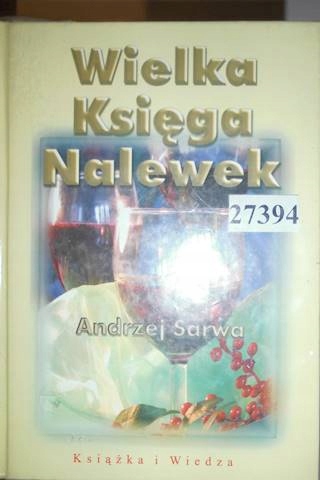 Wielka
Księga
Nalewek
27394
Andrzej Sarwa
Książka i Wiedza